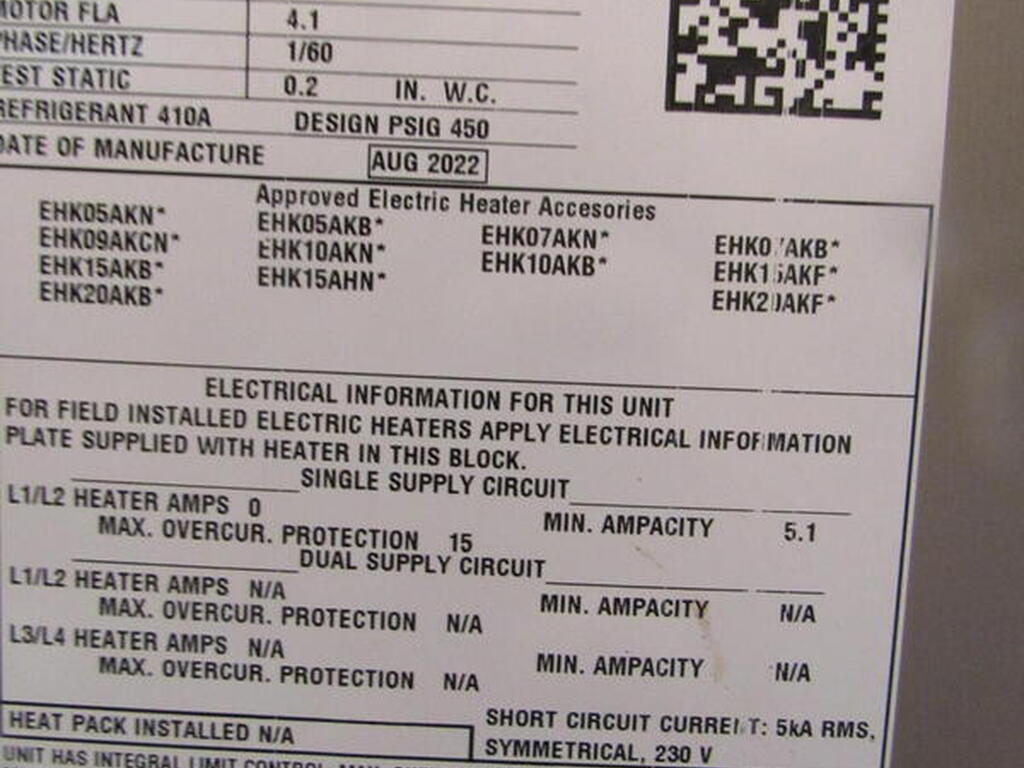 MOTOR FLA 4.1
PHASE/HERTZ 1/60
TEST STATIC 0.2 IN. W.C.
REFRIGERANT 410A DESIGN PSIG 450
DATE OF MANUFACTURE AUG 2022
Approved Electric Heater Accesories
EHK05AKN* EHK05AKB* EHK07AKN* EHK07AKB*
EHK09AKCN* EHK10AKN* EHK10AKB* EHK15AKF*
EHK15AKB* EHK15AHN* EHK20AKF*
EHK20AKB*
ELECTRICAL INFORMATION FOR THIS UNIT
FOR FIELD INSTALLED ELECTRIC HEATERS APPLY ELECTRICAL INFORMATION
PLATE SUPPLIED WITH HEATER IN THIS BLOCK.
SINGLE SUPPLY CIRCUIT
L1/L2 HEATER AMPS 0 MIN. AMPACITY 5.1
MAX. OVERCUR. PROTECTION 15
DUAL SUPPLY CIRCUIT
L1/L2 HEATER AMPS N/A MIN. AMPACITY N/A
MAX. OVERCUR. PROTECTION N/A
L3/L4 HEATER AMPS N/A MIN. AMPACITY N/A
MAX. OVERCUR. PROTECTION N/A
HEAT PACK INSTALLED N/A
SHORT CIRCUIT CURRENT: 5kA RMS,
SYMMETRICAL, 230 V
UNIT HAS INTEGRAL LIMIT CONTROL